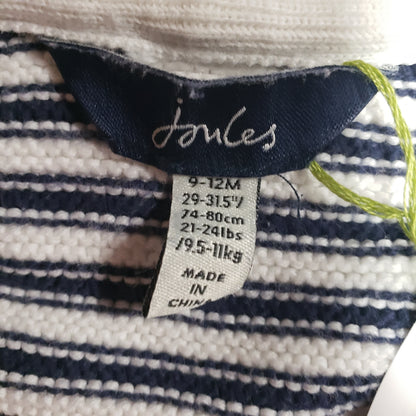 Joules
9-12M
29-31.5"/
74-80cm
21-24lbs
/9.5-11kg
MADE
IN
CHINA